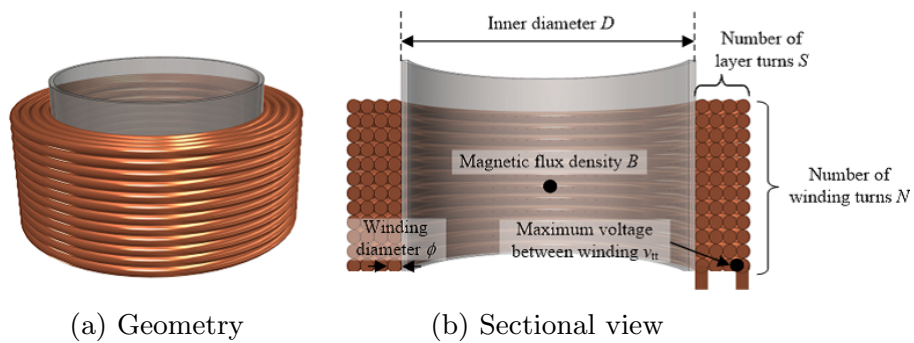 Inner diameter D
Number of
layer turns S
Magnetic flux density B
Number of
winding turns N
Winding
diameter ϕ
Maximum voltage
between winding vtt
(a) Geometry
(b) Sectional view